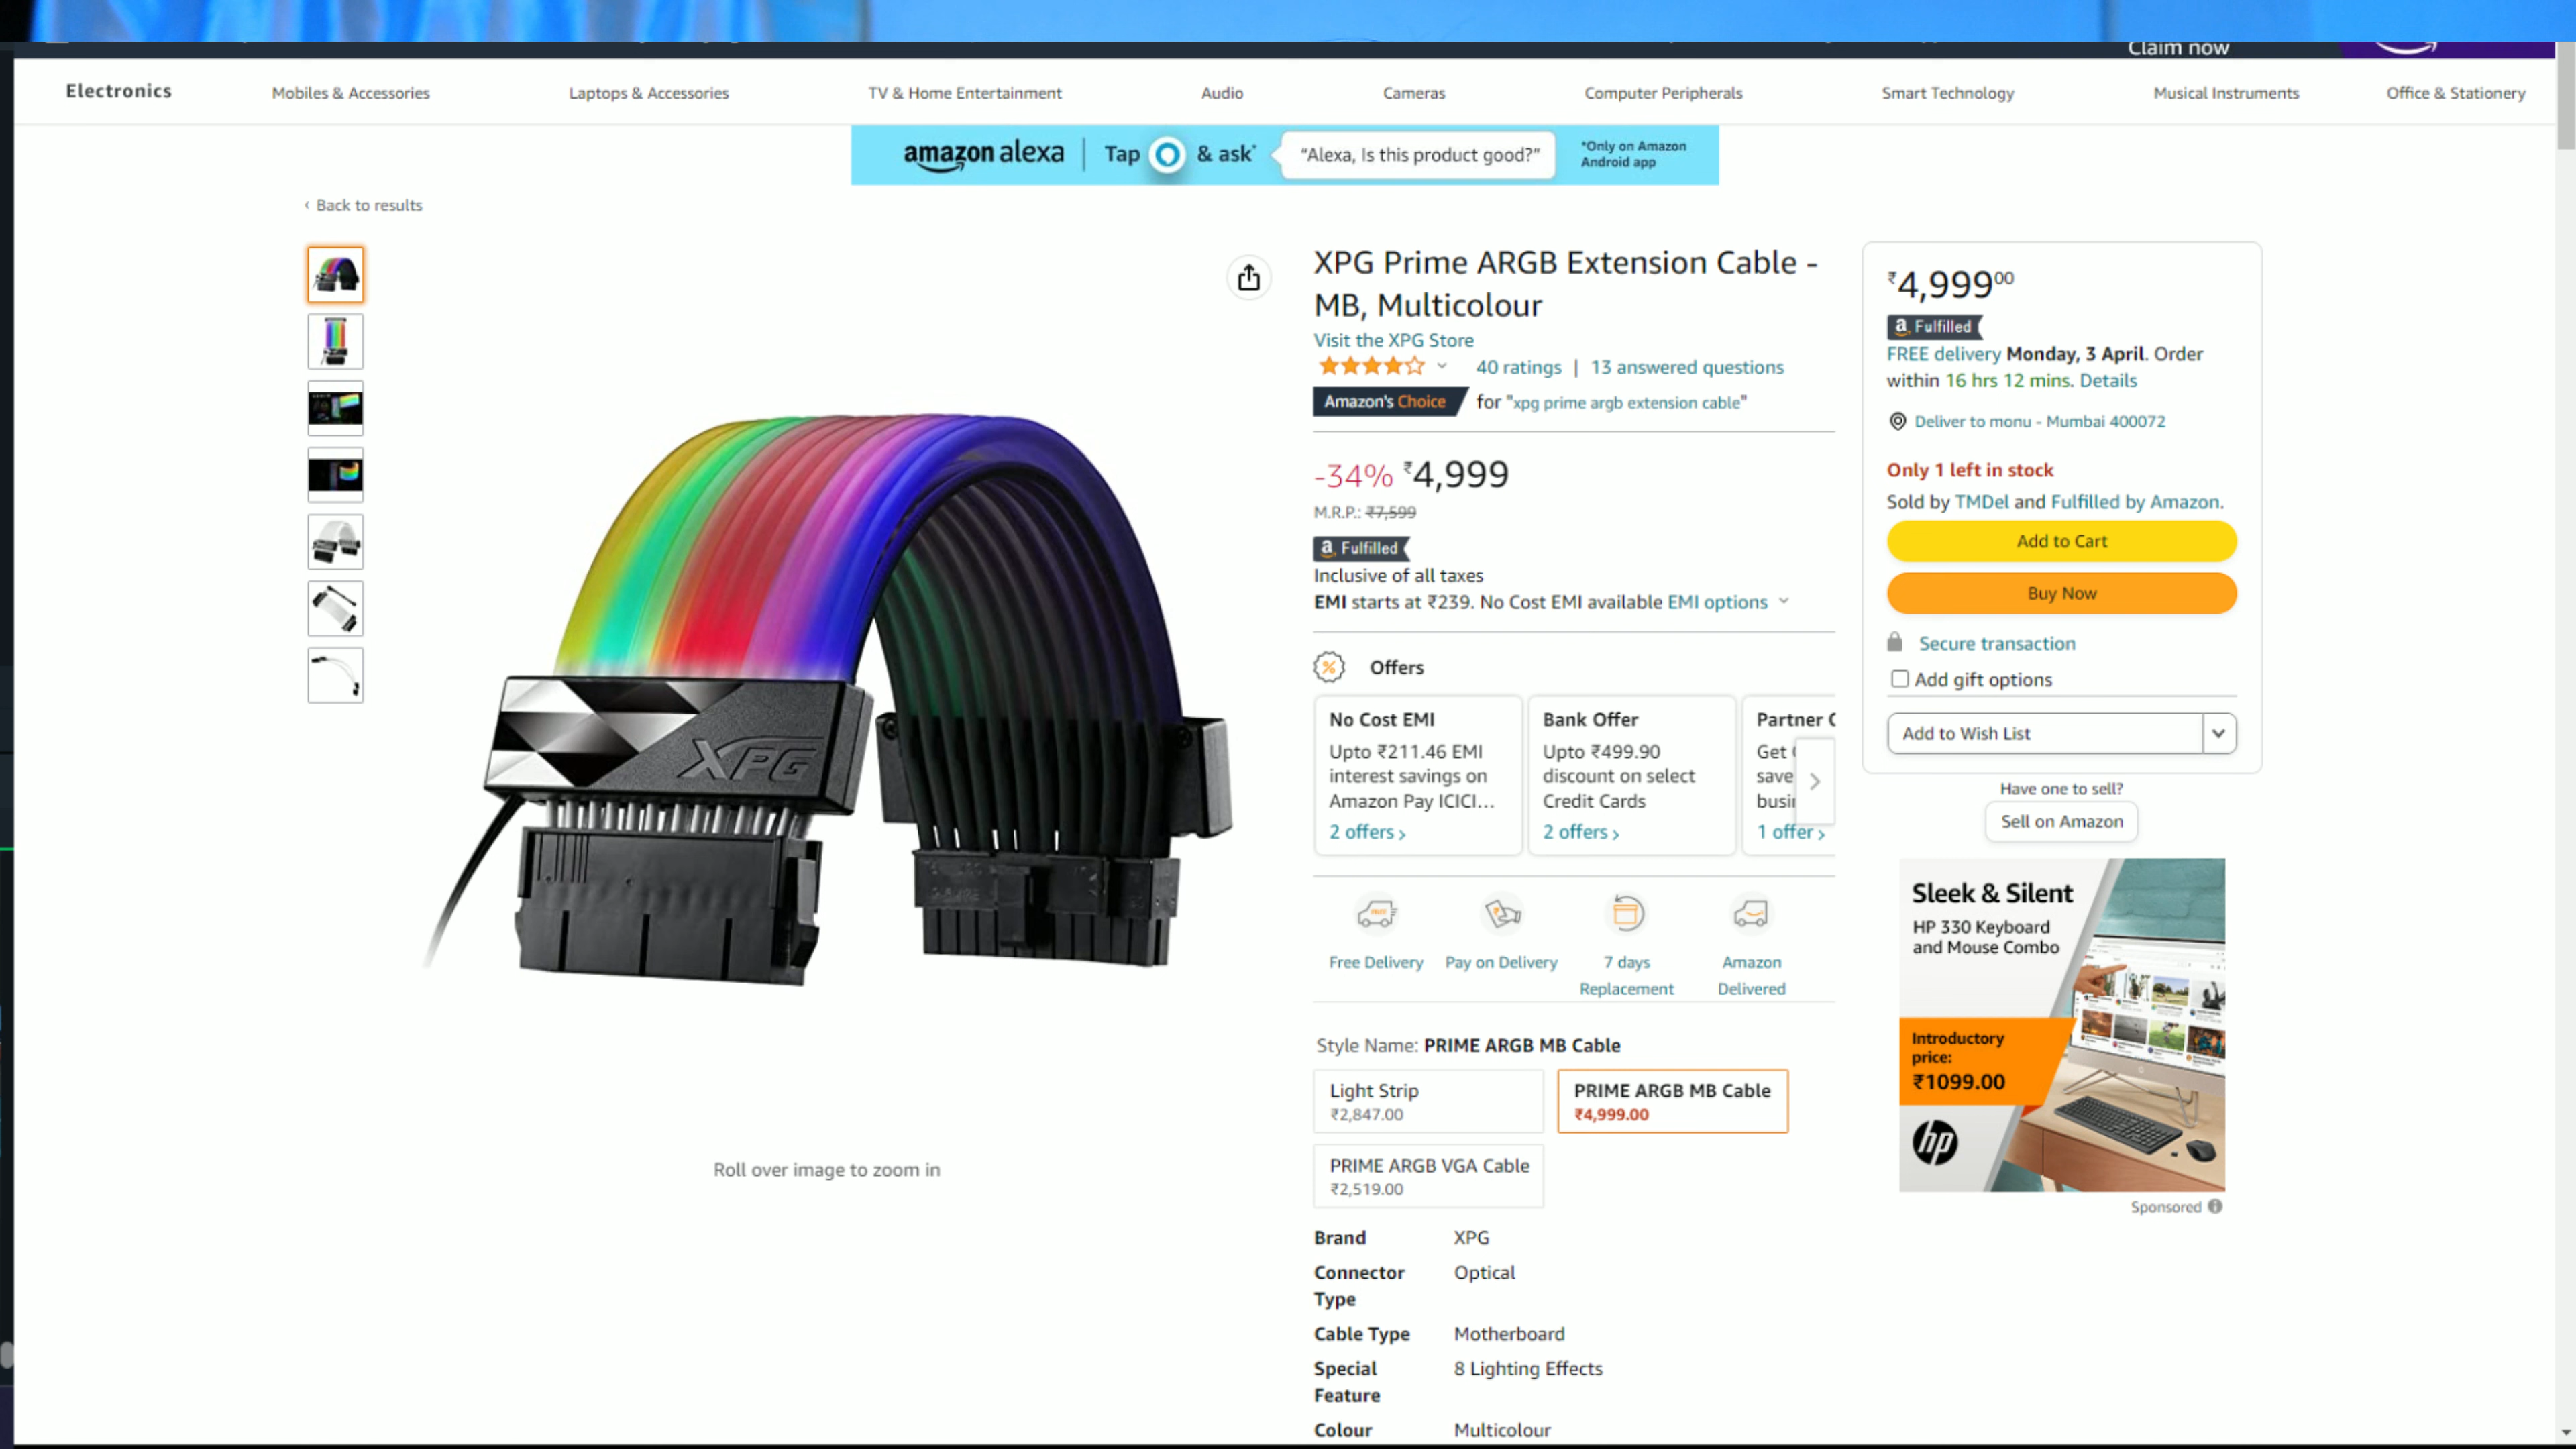 Claim now
Electronics
Mobiles & Accessories
Laptops & Accessories
TV & Home Entertainment
Audio
Cameras
Computer Peripherals
Smart Technology
Musical Instruments
Office & Stationery
amazon alexa
Tap & ask*
“Alexa, Is this product good?”
*Only on Amazon
Android app
‹ Back to results
XPG
Roll over image to zoom in
XPG Prime ARGB Extension Cable -
MB, Multicolour
Visit the XPG Store
40 ratings | 13 answered questions
Amazon's Choice for "xpg prime argb extension cable"
-34% ₹4,999
M.R.P.: ₹7,599
a Fulfilled
Inclusive of all taxes
EMI starts at ₹239. No Cost EMI available EMI options
Offers
No Cost EMI
Upto ₹211.46 EMI
interest savings on
Amazon Pay ICICI…
2 offers ›
Bank Offer
Upto ₹499.90
discount on select
Credit Cards
2 offers ›
Partner
Get
save
busi
1 offer ›
Free Delivery
Pay on Delivery
7 days
Replacement
Amazon
Delivered
Style Name: PRIME ARGB MB Cable
Light Strip
₹2,847.00
PRIME ARGB MB Cable
₹4,999.00
PRIME ARGB VGA Cable
₹2,519.00
Brand XPG
Connector Optical
Type
Cable Type Motherboard
Special 8 Lighting Effects
Feature
Colour Multicolour
₹4,99900
a Fulfilled
FREE delivery Monday, 3 April. Order
within 16 hrs 12 mins. Details
Deliver to monu - Mumbai 400072
Only 1 left in stock
Sold by TMDel and Fulfilled by Amazon.
Add to Cart
Buy Now
Secure transaction
Add gift options
Add to Wish List
Have one to sell?
Sell on Amazon
Sleek & Silent
HP 330 Keyboard
and Mouse Combo
Introductory
price:
₹1099.00
hp
Sponsored